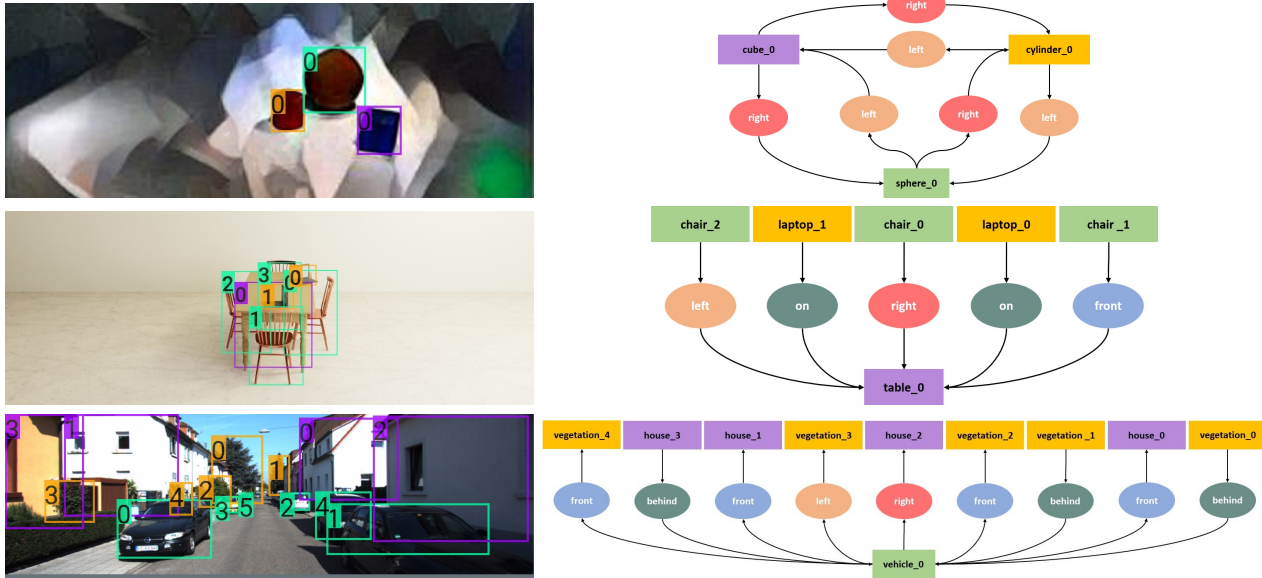 right
cube_0
left
cylinder_0
0
0
0
right
left
right
left
sphere_0
chair_2
laptop_1
chair_0
laptop_0
chair _1
2
3
0
0
0
1
1
left
on
right
on
front
table_0
3
1
0
0
2
1
3
4
2
0
3
5
2
4
1
vegetation_4
house_3
house_1
vegetation_3
house_2
vegetation_2
vegetation _1
house_0
vegetation_0
front
behind
front
left
right
front
behind
front
behind
vehicle_0